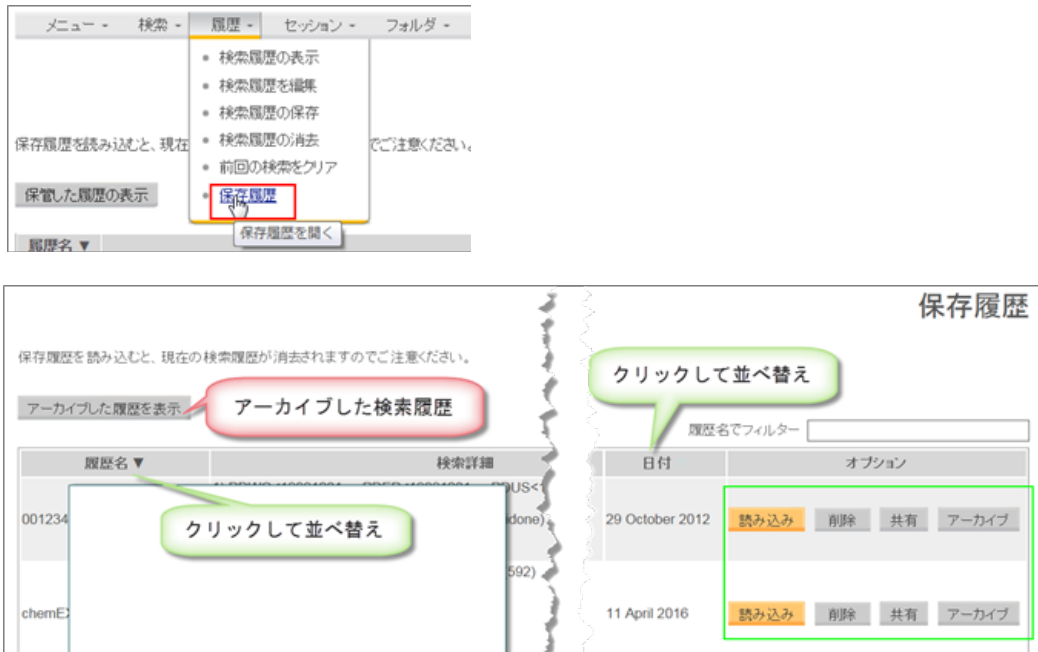 メニュー - 検索 - 履歴 - セッション - フォルダ -
検索履歴の表示
検索履歴を編集
検索履歴の保存
検索履歴の消去
前回の検索をクリア
保存履歴
保存履歴を開く
保存履歴を読み込むと、現在 でご注意ください。
保管した履歴の表示
履歴名 ▼
保存履歴
保存履歴を読み込むと、現在の検索履歴が消去されますのでご注意ください。
クリックして並べ替え
アーカイブした履歴を表示
アーカイブした検索履歴
履歴名でフィルター
履歴名 ▼ 検索詳細 日付 オプション
クリックして並べ替え
001234 idone) 29 October 2012 読み込み 削除 共有 アーカイブ
592)
chemEX 11 April 2016 読み込み 削除 共有 アーカイブ